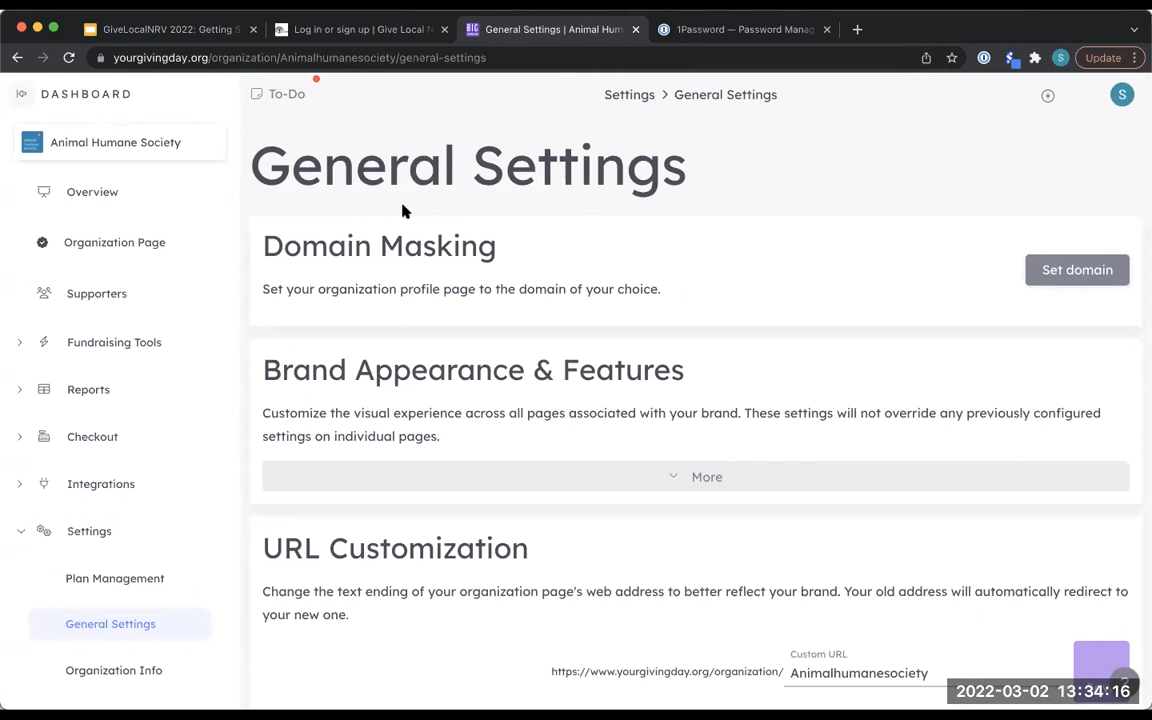 GiveLocalNRV 2022: Getting S
Log in or sign up | Give Local N
General Settings | Animal Hum
1Password — Password Manag
yourgivingday.org/organization/Animalhumanesociety/general-settings
S
Update
DASHBOARD
To-Do
Settings > General Settings
S
Animal Humane Society
Overview
Organization Page
Supporters
Fundraising Tools
Reports
Checkout
Integrations
Settings
Plan Management
General Settings
Organization Info
General Settings
Domain Masking
Set your organization profile page to the domain of your choice.
Set domain
Brand Appearance & Features
Customize the visual experience across all pages associated with your brand. These settings will not override any previously configured
settings on individual pages.
More
URL Customization
Change the text ending of your organization page's web address to better reflect your brand. Your old address will automatically redirect to
your new one.
Custom URL
https://www.yourgivingday.org/organization/ Animalhumanesociety
2022-03-02 13:34:16